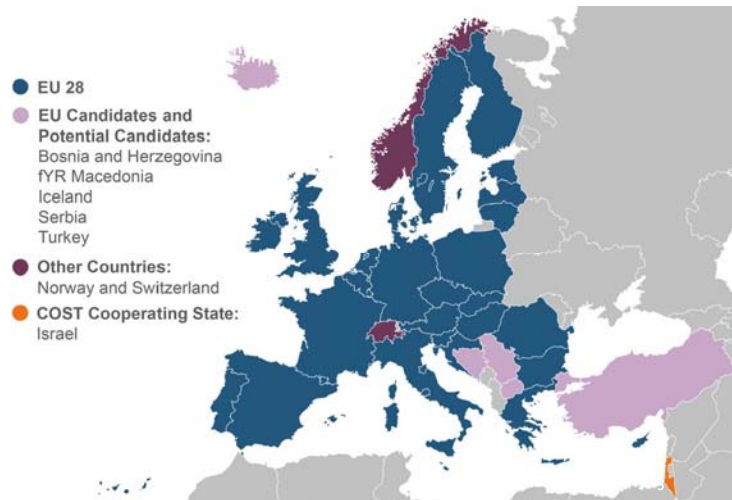 EU 28
EU Candidates and
Potential Candidates:
Bosnia and Herzegovina
fYR Macedonia
Iceland
Serbia
Turkey
Other Countries:
Norway and Switzerland
COST Cooperating State:
Israel